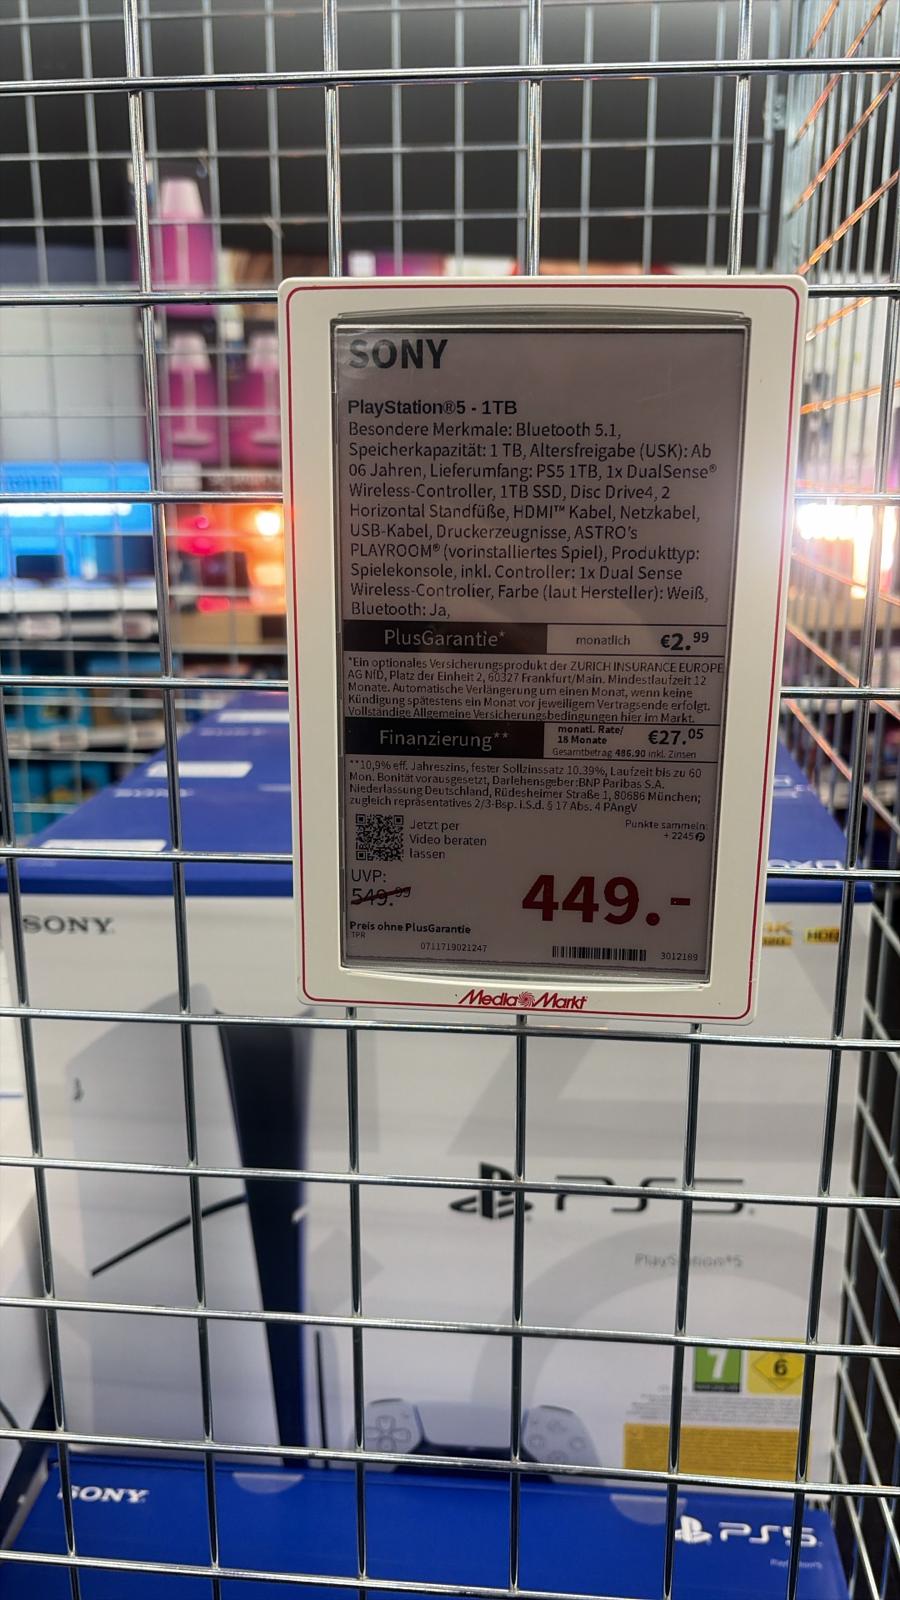 SONY
PlayStation®5 - 1TB
Besondere Merkmale: Bluetooth 5.1,
Speicherkapazität: 1 TB, Altersfreigabe (USK): Ab
06 Jahren, Lieferumfang: PS5 1TB, 1x DualSense®
Wireless-Controller, 1TB SSD, Disc Drive4, 2
Horizontal Standfüße, HDMI™ Kabel, Netzkabel,
USB-Kabel, Druckerzeugnisse, ASTRO's
PLAYROOM® (vorinstalliertes Spiel), Produkttyp:
Spielekonsole, inkl. Controller: 1x Dual Sense
Wireless-Controller, Farbe (laut Hersteller): Weiß,
Bluetooth: Ja,
PlusGarantie* monatlich €2.99
*Ein optionales Versicherungsprodukt der ZURICH INSURANCE EUROPE
AG NfD, Platz der Einheit 2, 60327 Frankfurt/Main. Mindestlaufzeit 12
Monate. Automatische Verlängerung um einen Monat, wenn keine
Kündigung spätestens ein Monat vor jeweiligem Vertragsende erfolgt.
Vollständige Allgemeine Versicherungsbedingungen hier im Markt.
Finanzierung** monatl. Rate/ 18 Monate €27.05
Gesamtbetrag 486.90 inkl. Zinsen
**10,9% eff. Jahreszins, fester Sollzinssatz 10.39%, Laufzeit bis zu 60
Mon. Bonität vorausgesetzt, Darlehensgeber:BNP Paribas S.A.
Niederlassung Deutschland, Rüdesheimer Straße 1, 80686 München;
zugleich repräsentatives 2/3-Bsp. i.S.d. § 17 Abs. 4 PAngV
Jetzt per
Video beraten
lassen
Punkte sammeln:
+ 2245
UVP:
549.99
449.-
Preis ohne PlusGarantie
TPR
0711719021247
3012189
MediaMarkt
SONY
4K
HDR
PS5
PlayStation®5
7
6
SONY
PS5
PlayStation®5